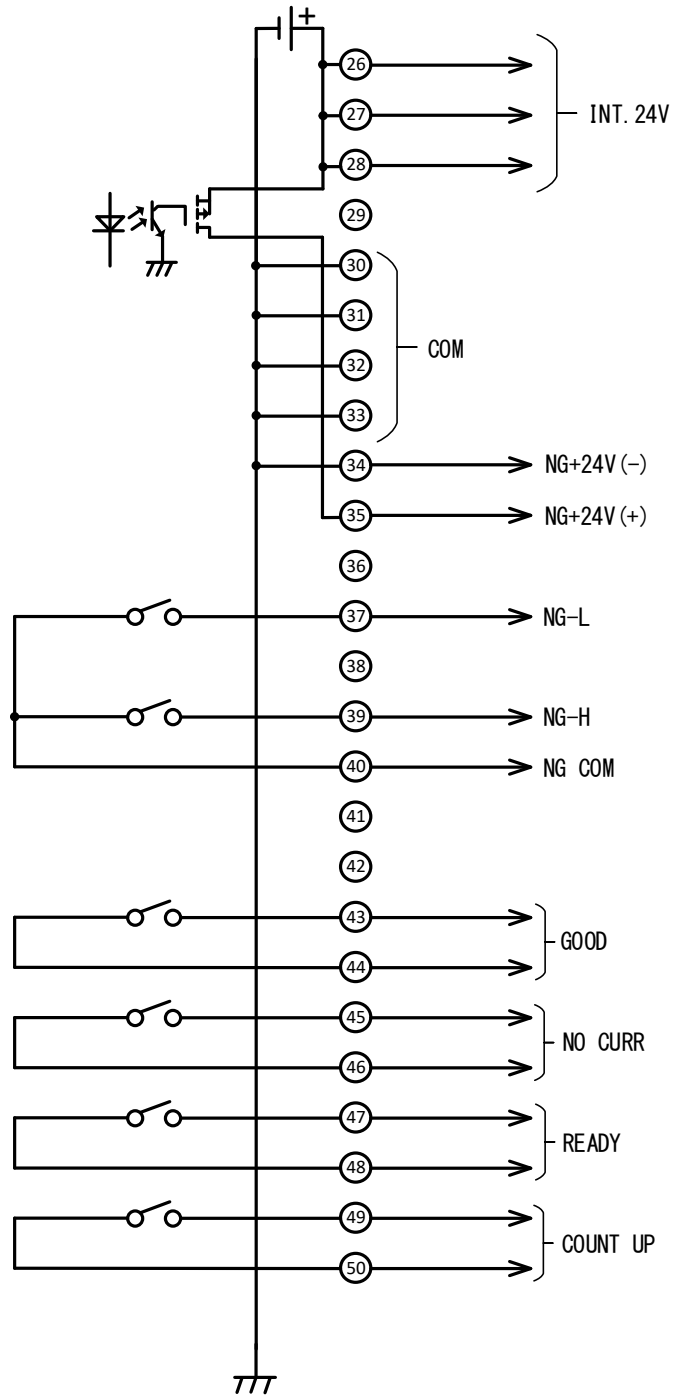 +
26
27
INT. 24V
28
29
30
31
32
COM
33
34 NG+24V(-)
35 NG+24V(+)
36
37 NG-L
38
39 NG-H
40 NG COM
41
42
43
GOOD
44
45
NO CURR
46
47
READY
48
49
COUNT UP
50